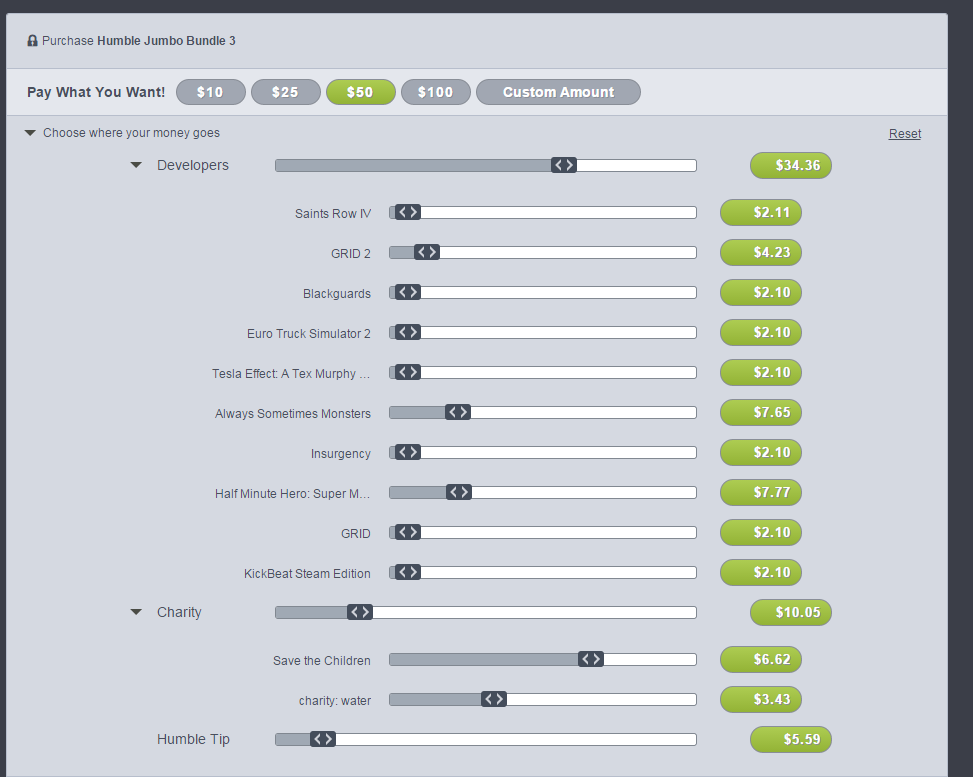 Purchase Humble Jumbo Bundle 3
Pay What You Want! $10 $25 $50 $100 Custom Amount
Choose where your money goes Reset
Developers $34.36
Saints Row IV $2.11
GRID 2 $4.23
Blackguards $2.10
Euro Truck Simulator 2 $2.10
Tesla Effect: A Tex Murphy ... $2.10
Always Sometimes Monsters $7.65
Insurgency $2.10
Half Minute Hero: Super M... $7.77
GRID $2.10
KickBeat Steam Edition $2.10
Charity $10.05
Save the Children $6.62
charity: water $3.43
Humble Tip $5.59